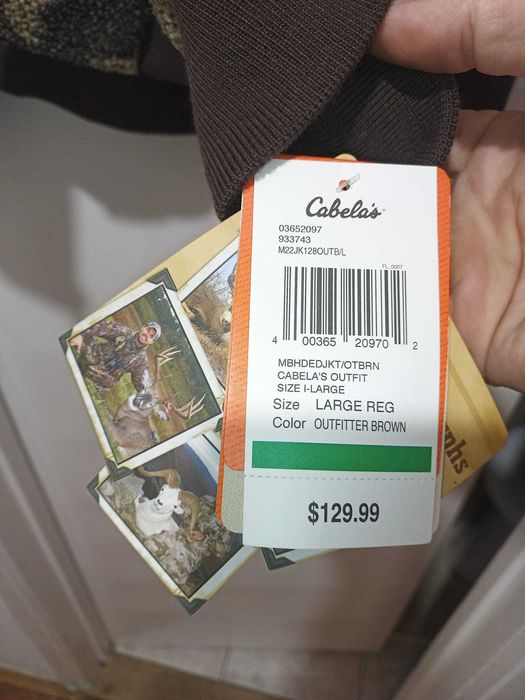 Cabela's
03652097
933743
M22JK128OUTB/L
FL_0007
4 00365 20970 2
MBHDEDJKT/OTBRN
CABELA'S OUTFIT
SIZE I-LARGE
Size LARGE REG
Color OUTFITTER BROWN
$129.99